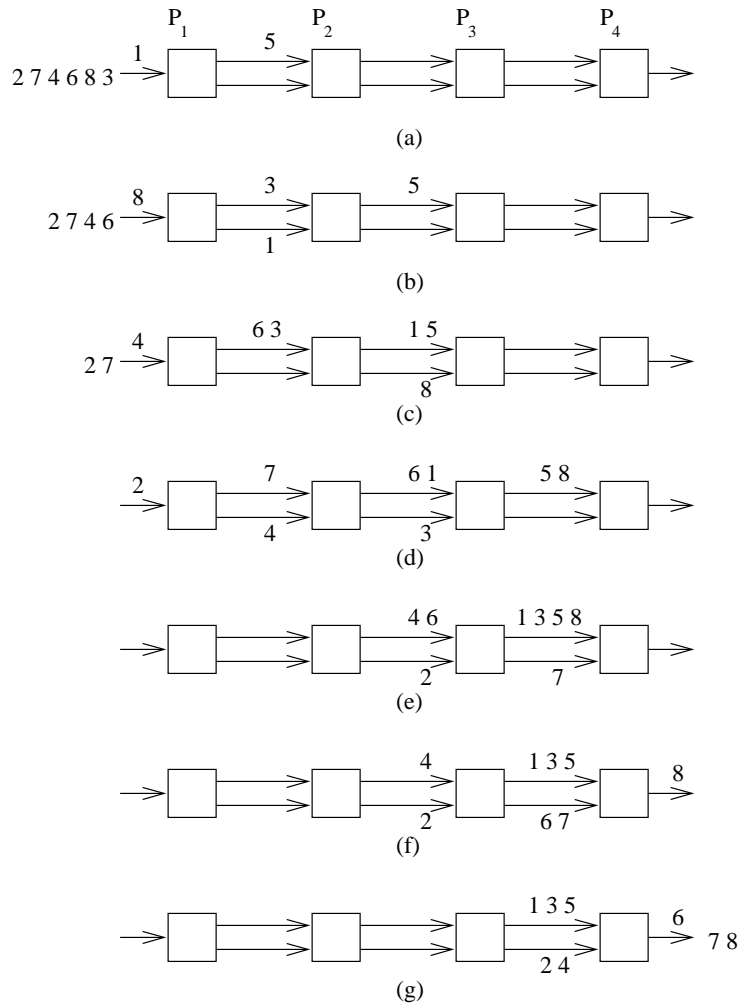 P1 P2 P3 P4
1 5
2 7 4 6 8 3
(a)
8 3 5
2 7 4 6
1
(b)
4 6 3 1 5
2 7
8
(c)
2 7 6 1 5 8
4 3
(d)
4 6 1 3 5 8
2 7
(e)
4 1 3 5 8
2 6 7
(f)
1 3 5 6
7 8
2 4
(g)